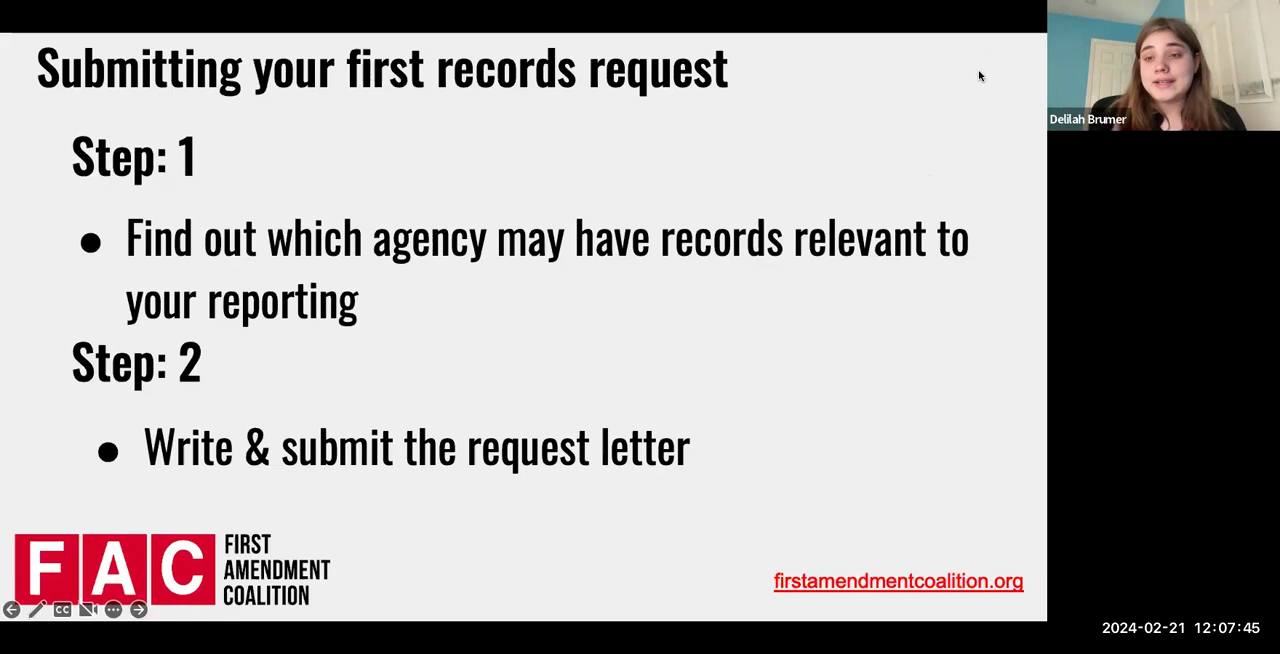 Submitting your first records request
Delilah Brumer
Step: 1
● Find out which agency may have records relevant to
your reporting
Step: 2
● Write & submit the request letter
FAC
FIRST
AMENDMENT
COALITION
firstamendmentcoalition.org
CC
2024-02-21 12:07:45